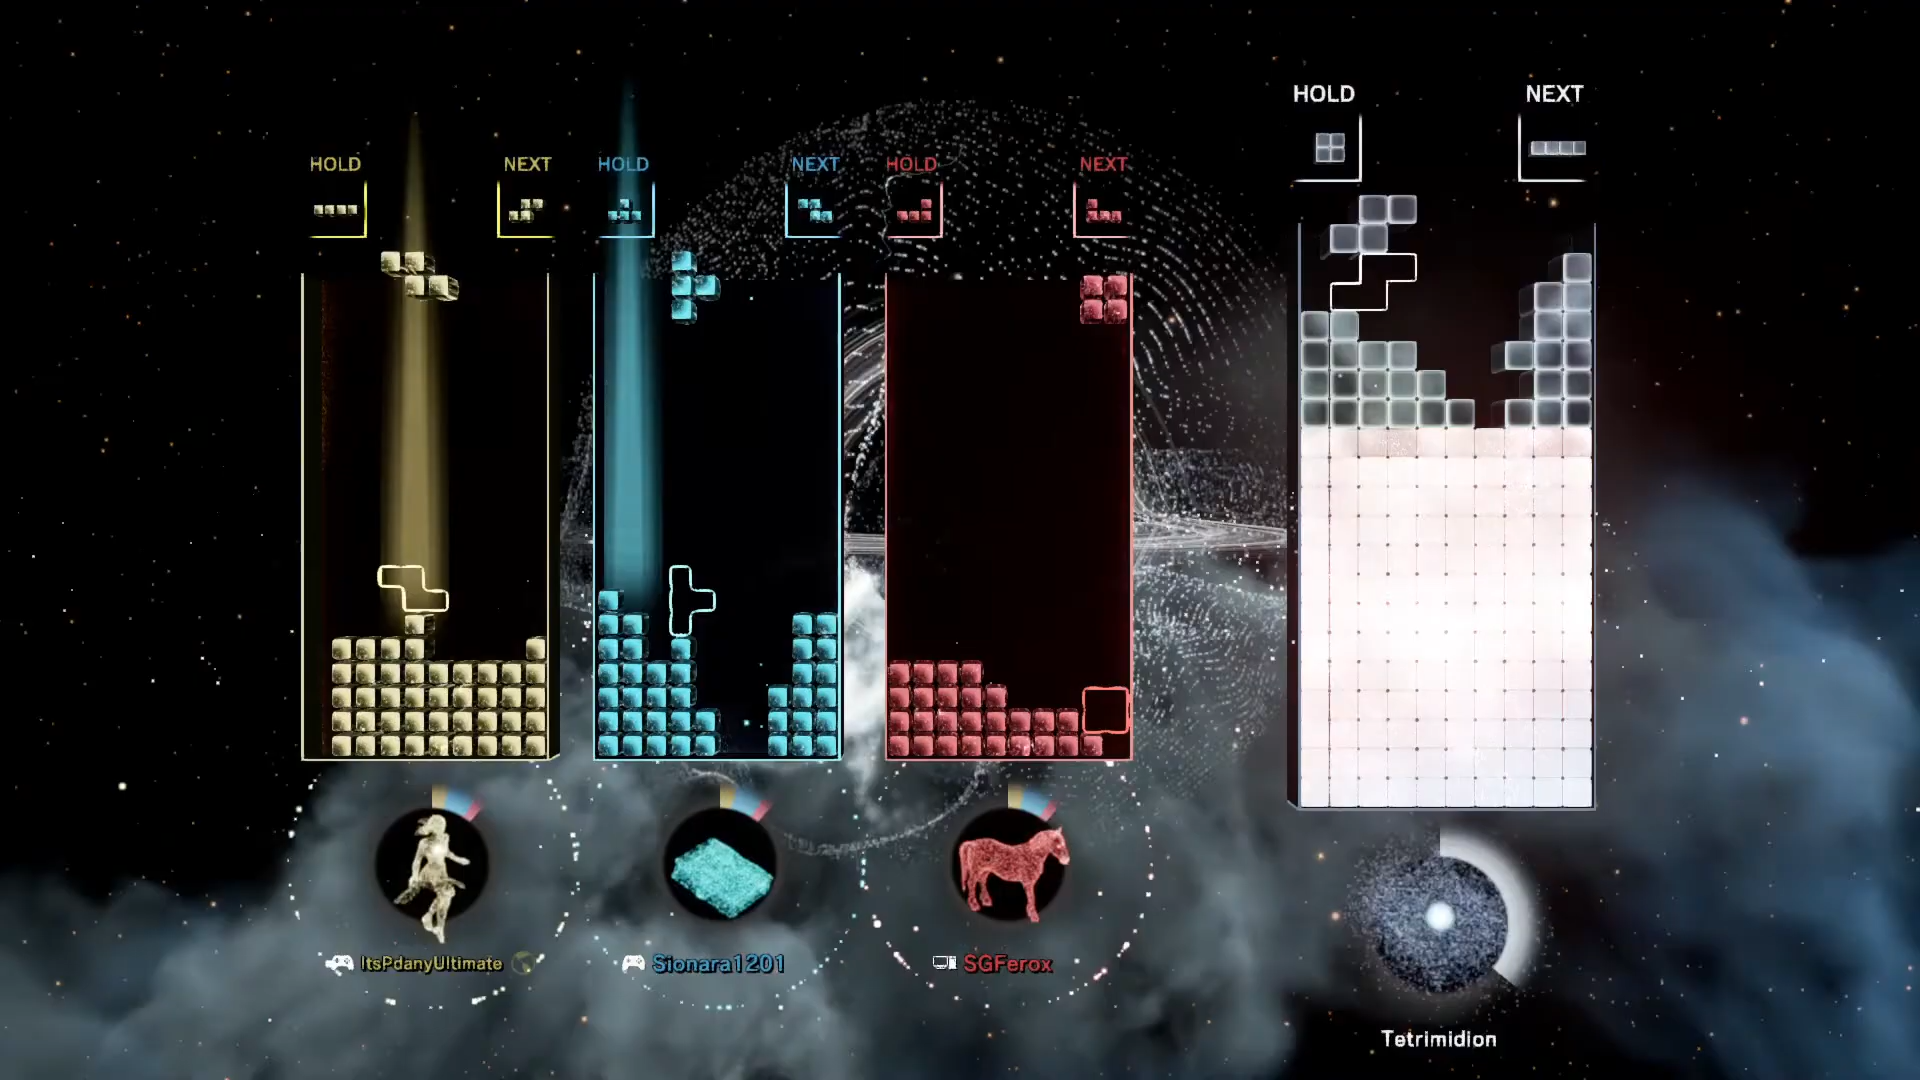 HOLD NEXT
HOLD NEXT
HOLD NEXT
HOLD NEXT
ItsPdanyUltimate
Sionara1201
SGFerox
Tetrimidion